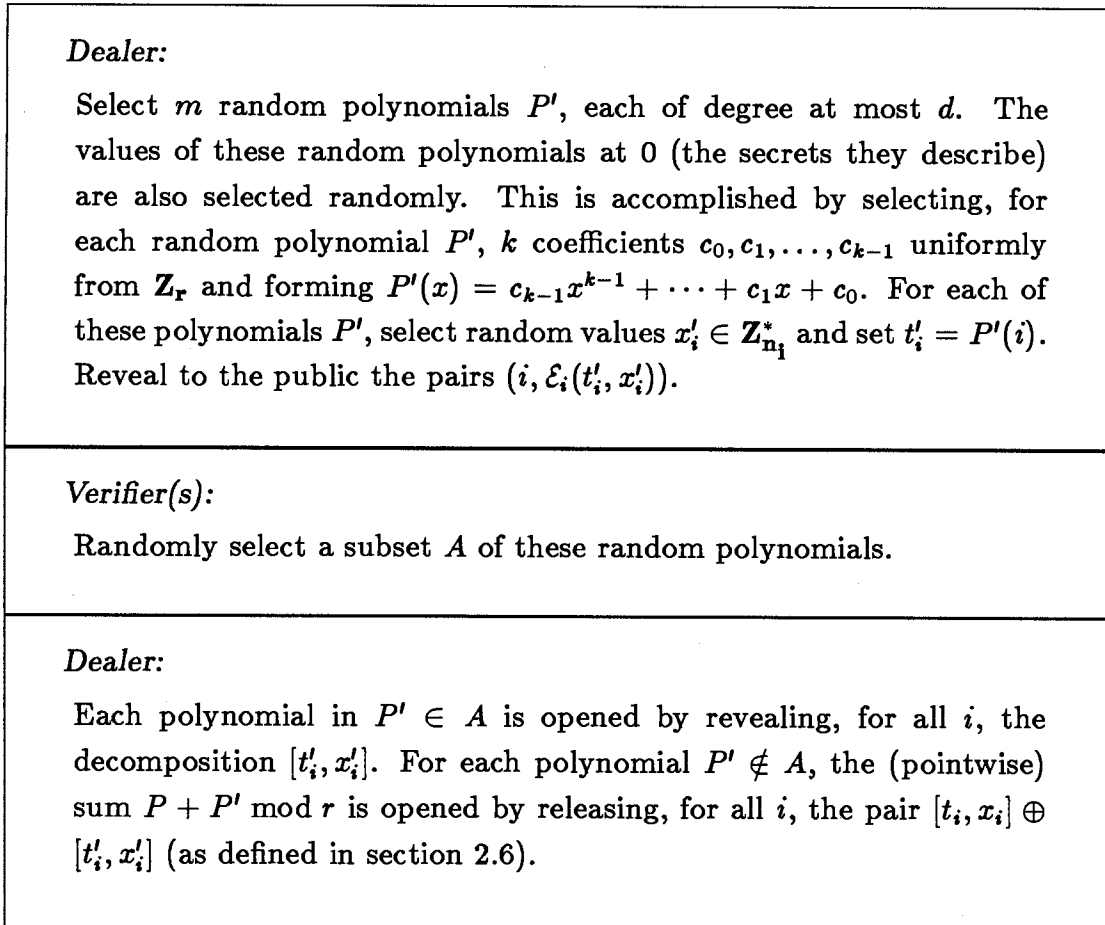 Dealer:
Select m random polynomials P′, each of degree at most d. The
values of these random polynomials at 0 (the secrets they describe)
are also selected randomly. This is accomplished by selecting, for
each random polynomial P′, k coefficients c₀, c₁, . . . , cₖ₋₁ uniformly
from Zᵣ and forming P′(x) = cₖ₋₁xᵏ⁻¹ + · · · + c₁x + c₀. For each of
these polynomials P′, select random values x′ᵢ ∈ Z*ₙᵢ and set t′ᵢ = P′(i).
Reveal to the public the pairs (i, ℰᵢ(t′ᵢ, x′ᵢ)).
Verifier(s):
Randomly select a subset A of these random polynomials.
Dealer:
Each polynomial in P′ ∈ A is opened by revealing, for all i, the
decomposition [t′ᵢ, x′ᵢ]. For each polynomial P′ ∉ A, the (pointwise)
sum P + P′ mod r is opened by releasing, for all i, the pair [tᵢ, xᵢ] ⊕
[t′ᵢ, x′ᵢ] (as defined in section 2.6).